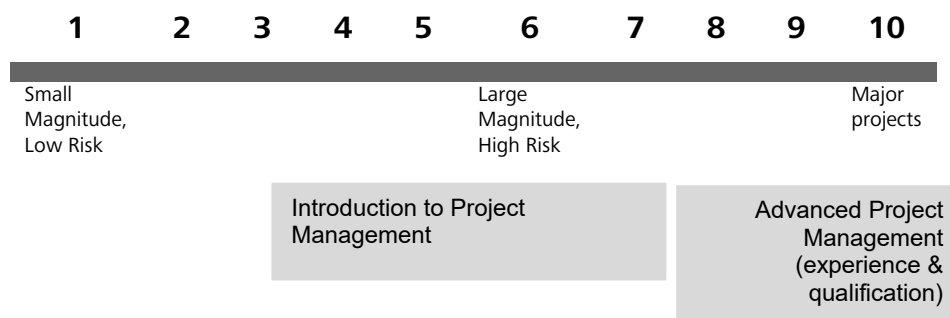 1 2 3 4 5 6 7 8 9 10
Small
Magnitude,
Low Risk
Large
Magnitude,
High Risk
Major
projects
Introduction to Project
Management
Advanced Project
Management
(experience &
qualification)